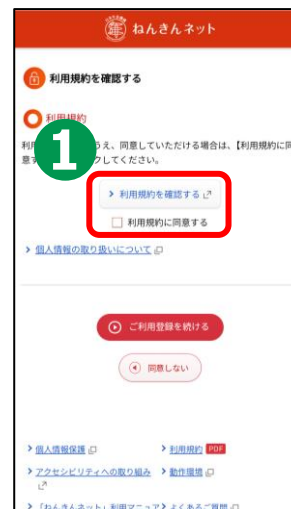 ねんきんネット
利用規約を確認する
利用規約
利用 うえ、同意していただける場合は、【利用規約に同
意す クしてください。
1
利用規約を確認する
利用規約に同意する
個人情報の取り扱いについて
ご利用登録を続ける
同意しない
個人情報保護 利用規約 PDF
アクセシビリティへの取り組み 動作環境
「ねんきんネット」利用マニュア よくあるご質問